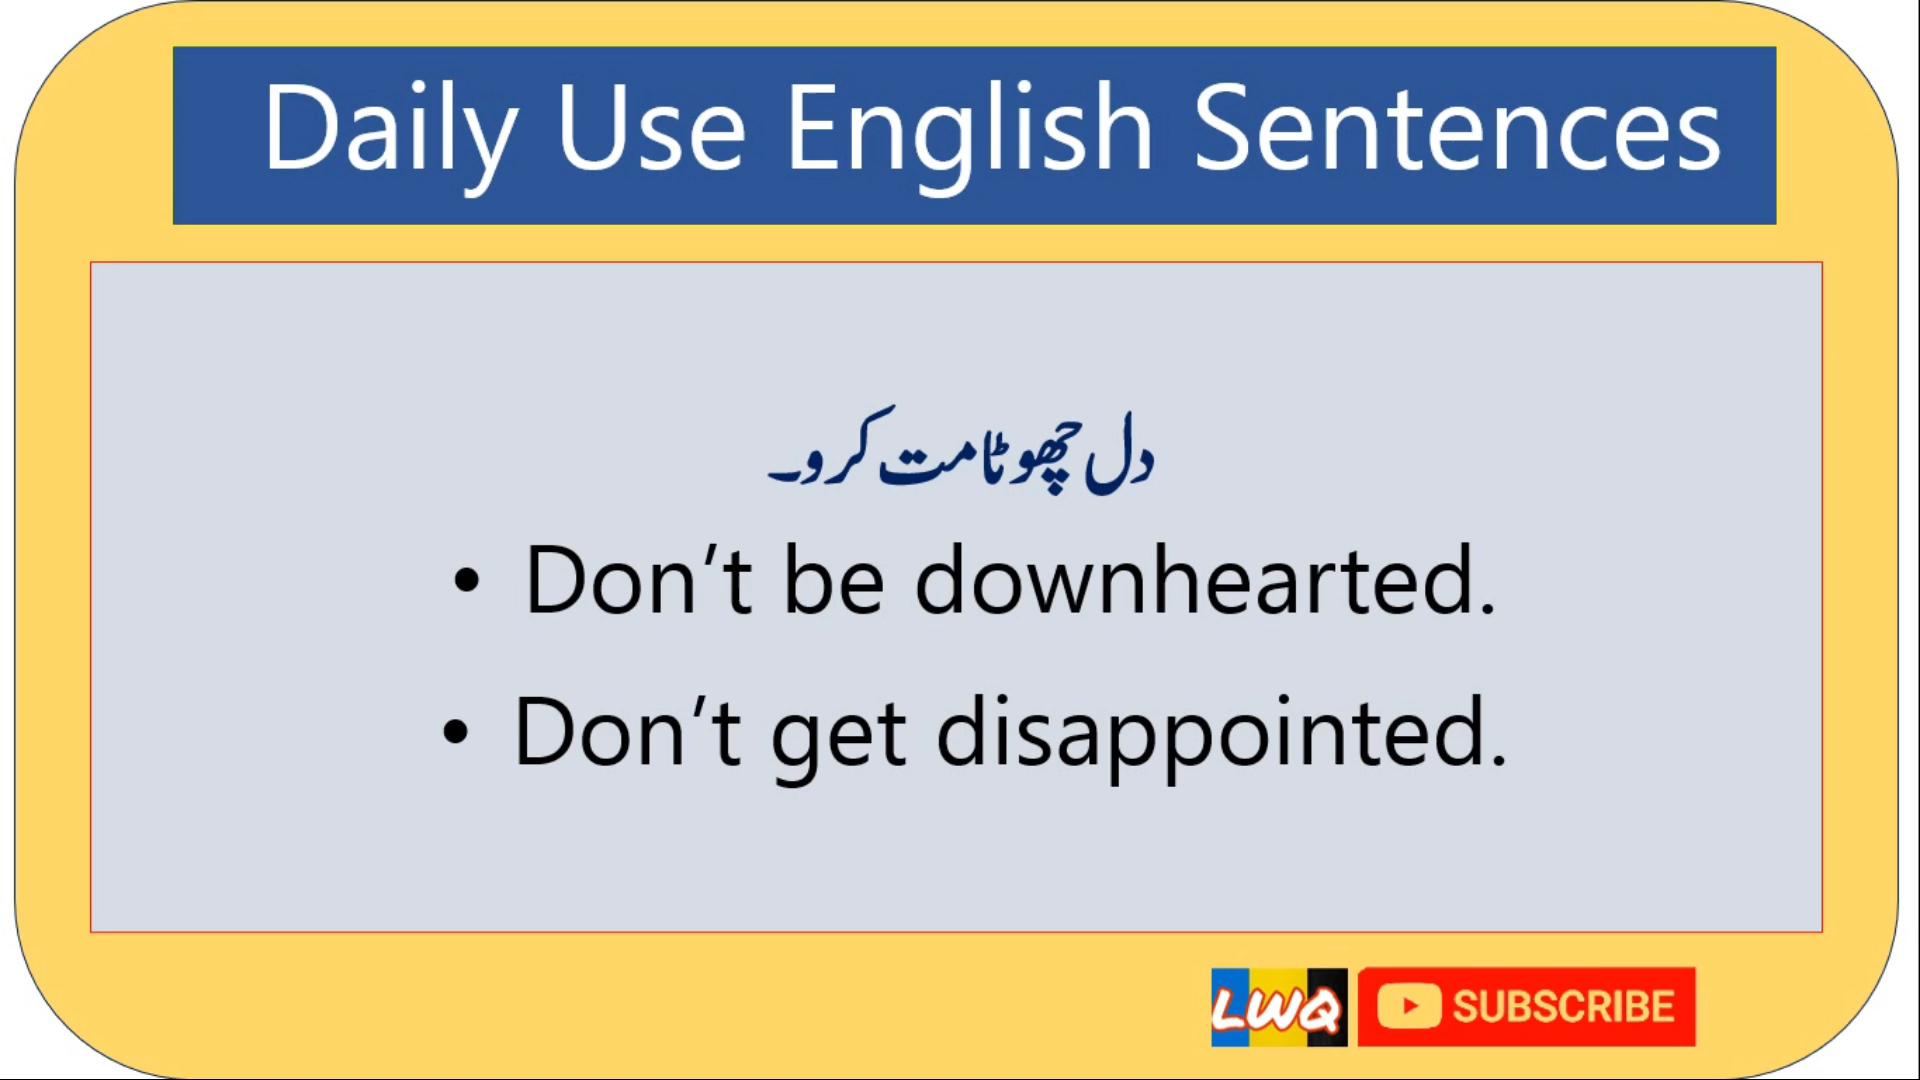 Daily Use English Sentences
دل چھوٹا مت کرو۔
• Don’t be downhearted.
• Don’t get disappointed.
LWQ
SUBSCRIBE